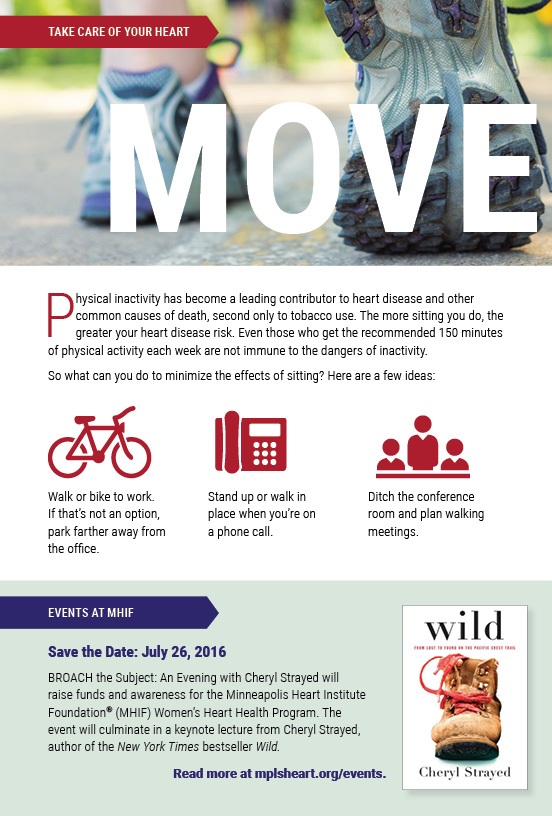 TAKE CARE OF YOUR HEART
MOVE
Physical inactivity has become a leading contributor to heart disease and other
common causes of death, second only to tobacco use. The more sitting you do, the
greater your heart disease risk. Even those who get the recommended 150 minutes
of physical activity each week are not immune to the dangers of inactivity.
So what can you do to minimize the effects of sitting? Here are a few ideas:
Walk or bike to work.
If that's not an option,
park farther away from
the office.
Stand up or walk in
place when you're on
a phone call.
Ditch the conference
room and plan walking
meetings.
EVENTS AT MHIF
Save the Date: July 26, 2016
BROACH the Subject: An Evening with Cheryl Strayed will
raise funds and awareness for the Minneapolis Heart Institute
Foundation® (MHIF) Women's Heart Health Program. The
event will culminate in a keynote lecture from Cheryl Strayed,
author of the New York Times bestseller Wild.
Read more at mplsheart.org/events.
wild
FROM LOST TO FOUND ON THE PACIFIC CREST TRAIL
Cheryl Strayed